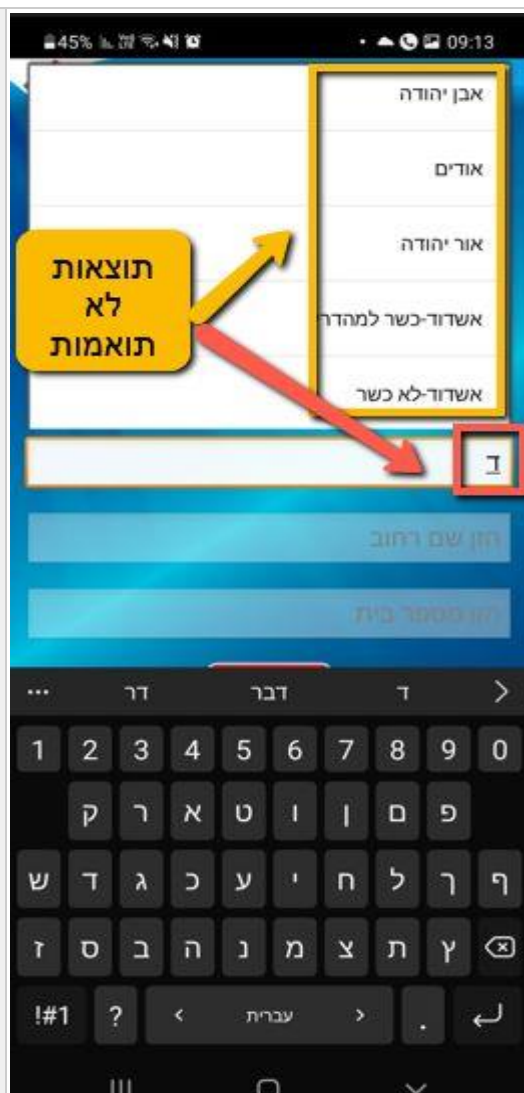 45%
09:13
אבן יהודה
אודים
אור יהודה
אשדוד-כשר למהדר
אשדוד-לא כשר
תוצאות
לא
תואמות
ד
הזן שם רחוב
הזן מספר בית
ד דבר דר ...
1 2 3 4 5 6 7 8 9 0
פ ם ן ו ט א ר ק
ף ך ל ח י ע כ ג ד ש
ץ ת צ מ נ ה ב ס ז
!#1 ? עברית .